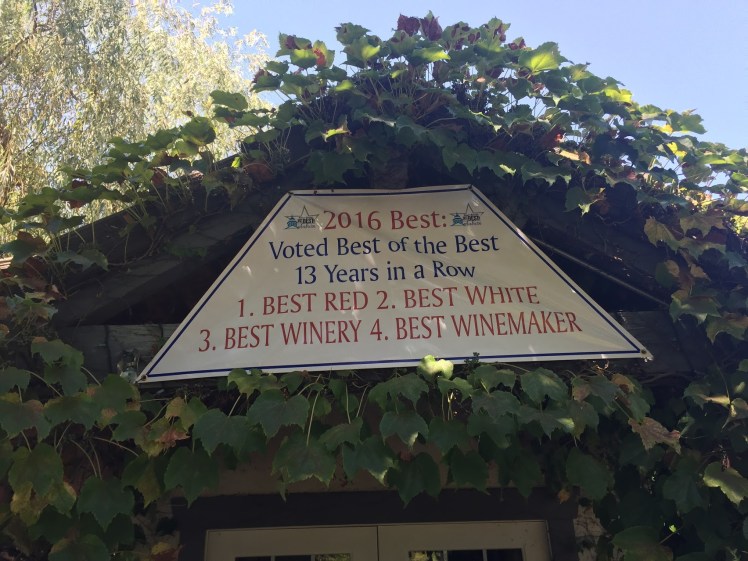 2016 Best:
Voted Best of the Best
13 Years in a Row
1. BEST RED 2. BEST WHITE
3. BEST WINERY 4. BEST WINEMAKER